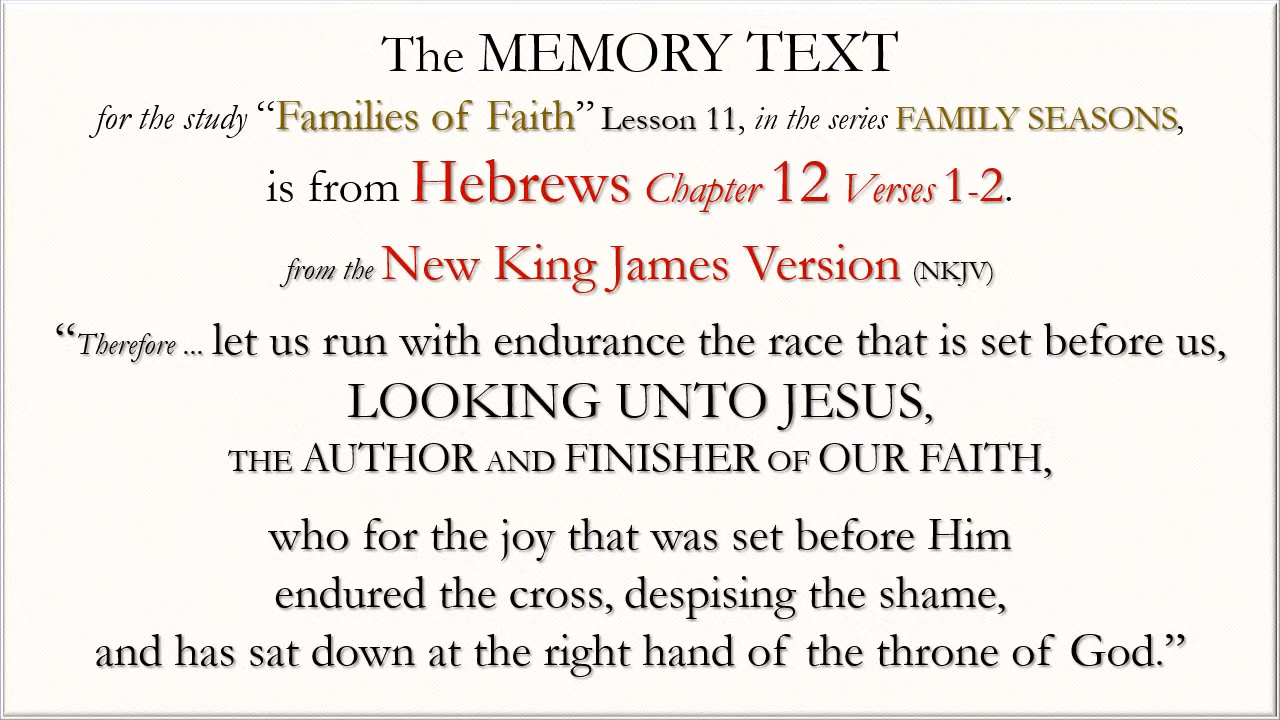 The MEMORY TEXT
for the study “Families of Faith” Lesson 11, in the series FAMILY SEASONS,
is from Hebrews Chapter 12 Verses 1-2.
from the New King James Version (NKJV)
“Therefore ... let us run with endurance the race that is set before us,
LOOKING UNTO JESUS,
THE AUTHOR AND FINISHER OF OUR FAITH,
who for the joy that was set before Him
endured the cross, despising the shame,
and has sat down at the right hand of the throne of God.”